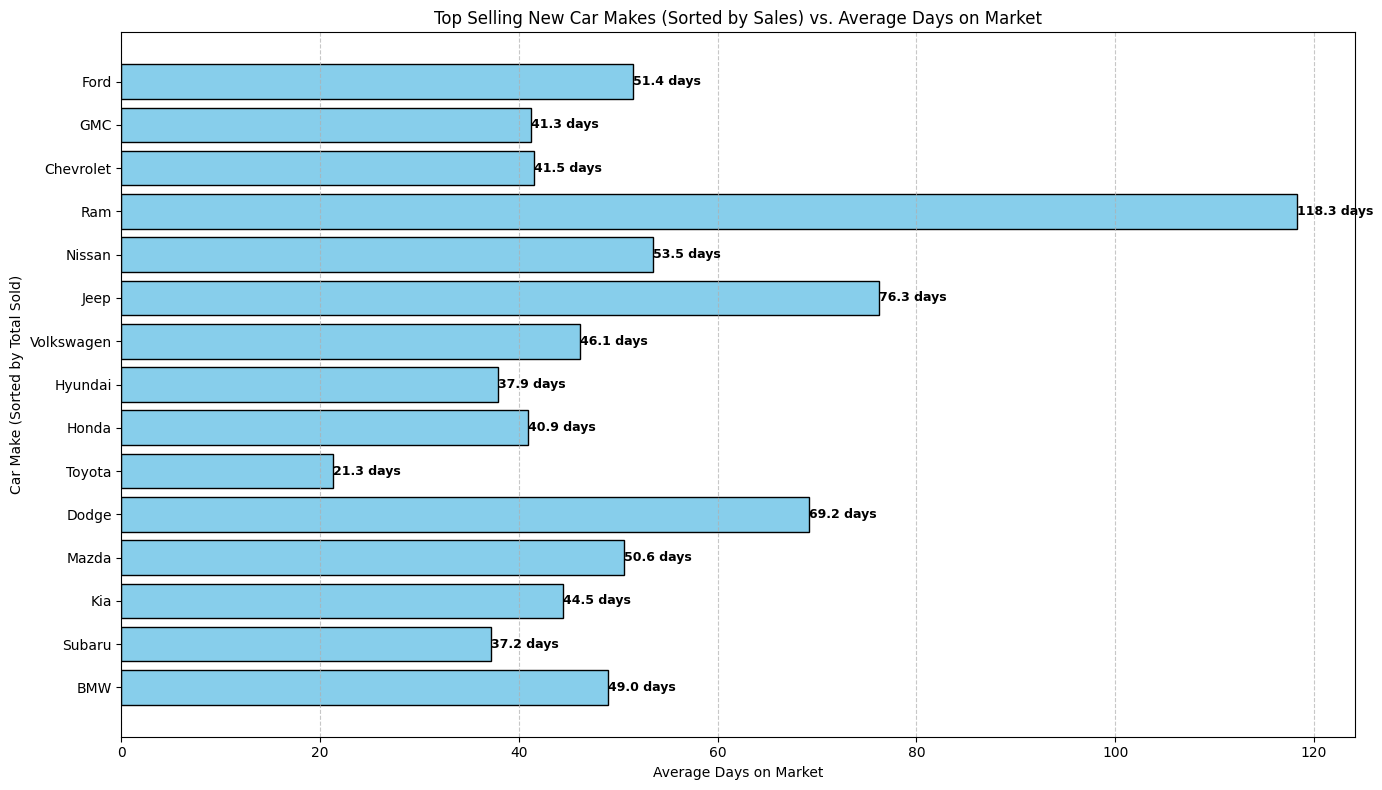 Top Selling New Car Makes (Sorted by Sales) vs. Average Days on Market
Car Make (Sorted by Total Sold)
Ford 51.4 days
GMC 41.3 days
Chevrolet 41.5 days
Ram 118.3 days
Nissan 53.5 days
Jeep 76.3 days
Volkswagen 46.1 days
Hyundai 37.9 days
Honda 40.9 days
Toyota 21.3 days
Dodge 69.2 days
Mazda 50.6 days
Kia 44.5 days
Subaru 37.2 days
BMW 49.0 days
0 20 40 60 80 100 120
Average Days on Market